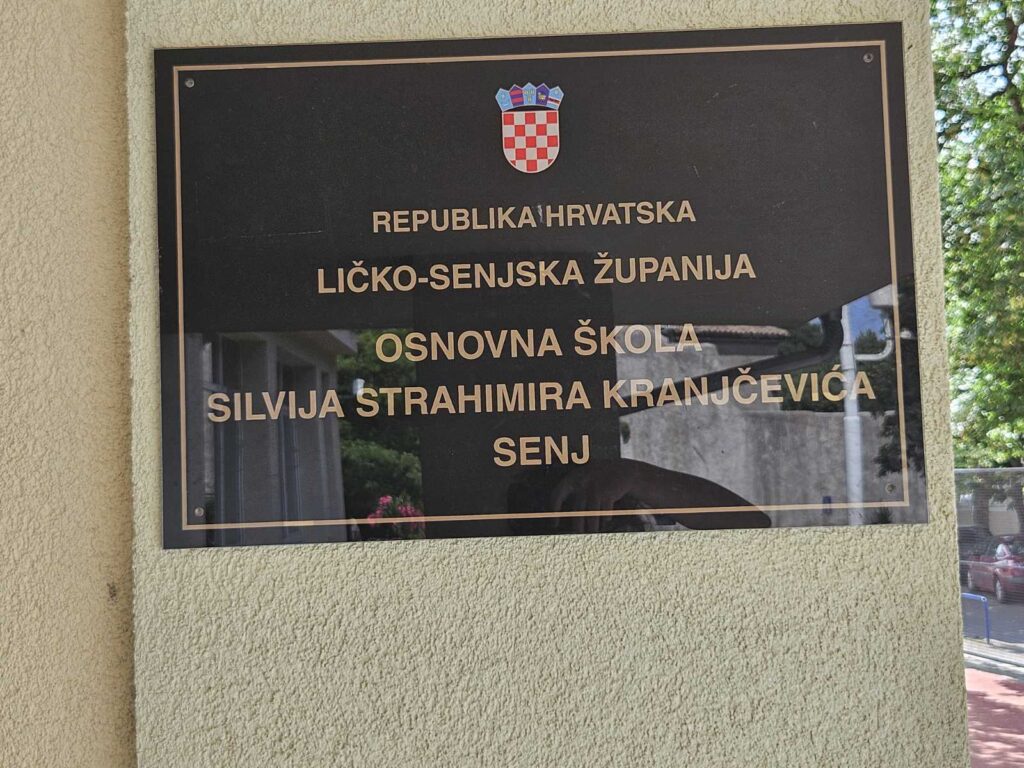 REPUBLIKA HRVATSKA
LIČKO-SENJSKA ŽUPANIJA
OSNOVNA ŠKOLA
SILVIJA STRAHIMIRA KRANJČEVIĆA
SENJ